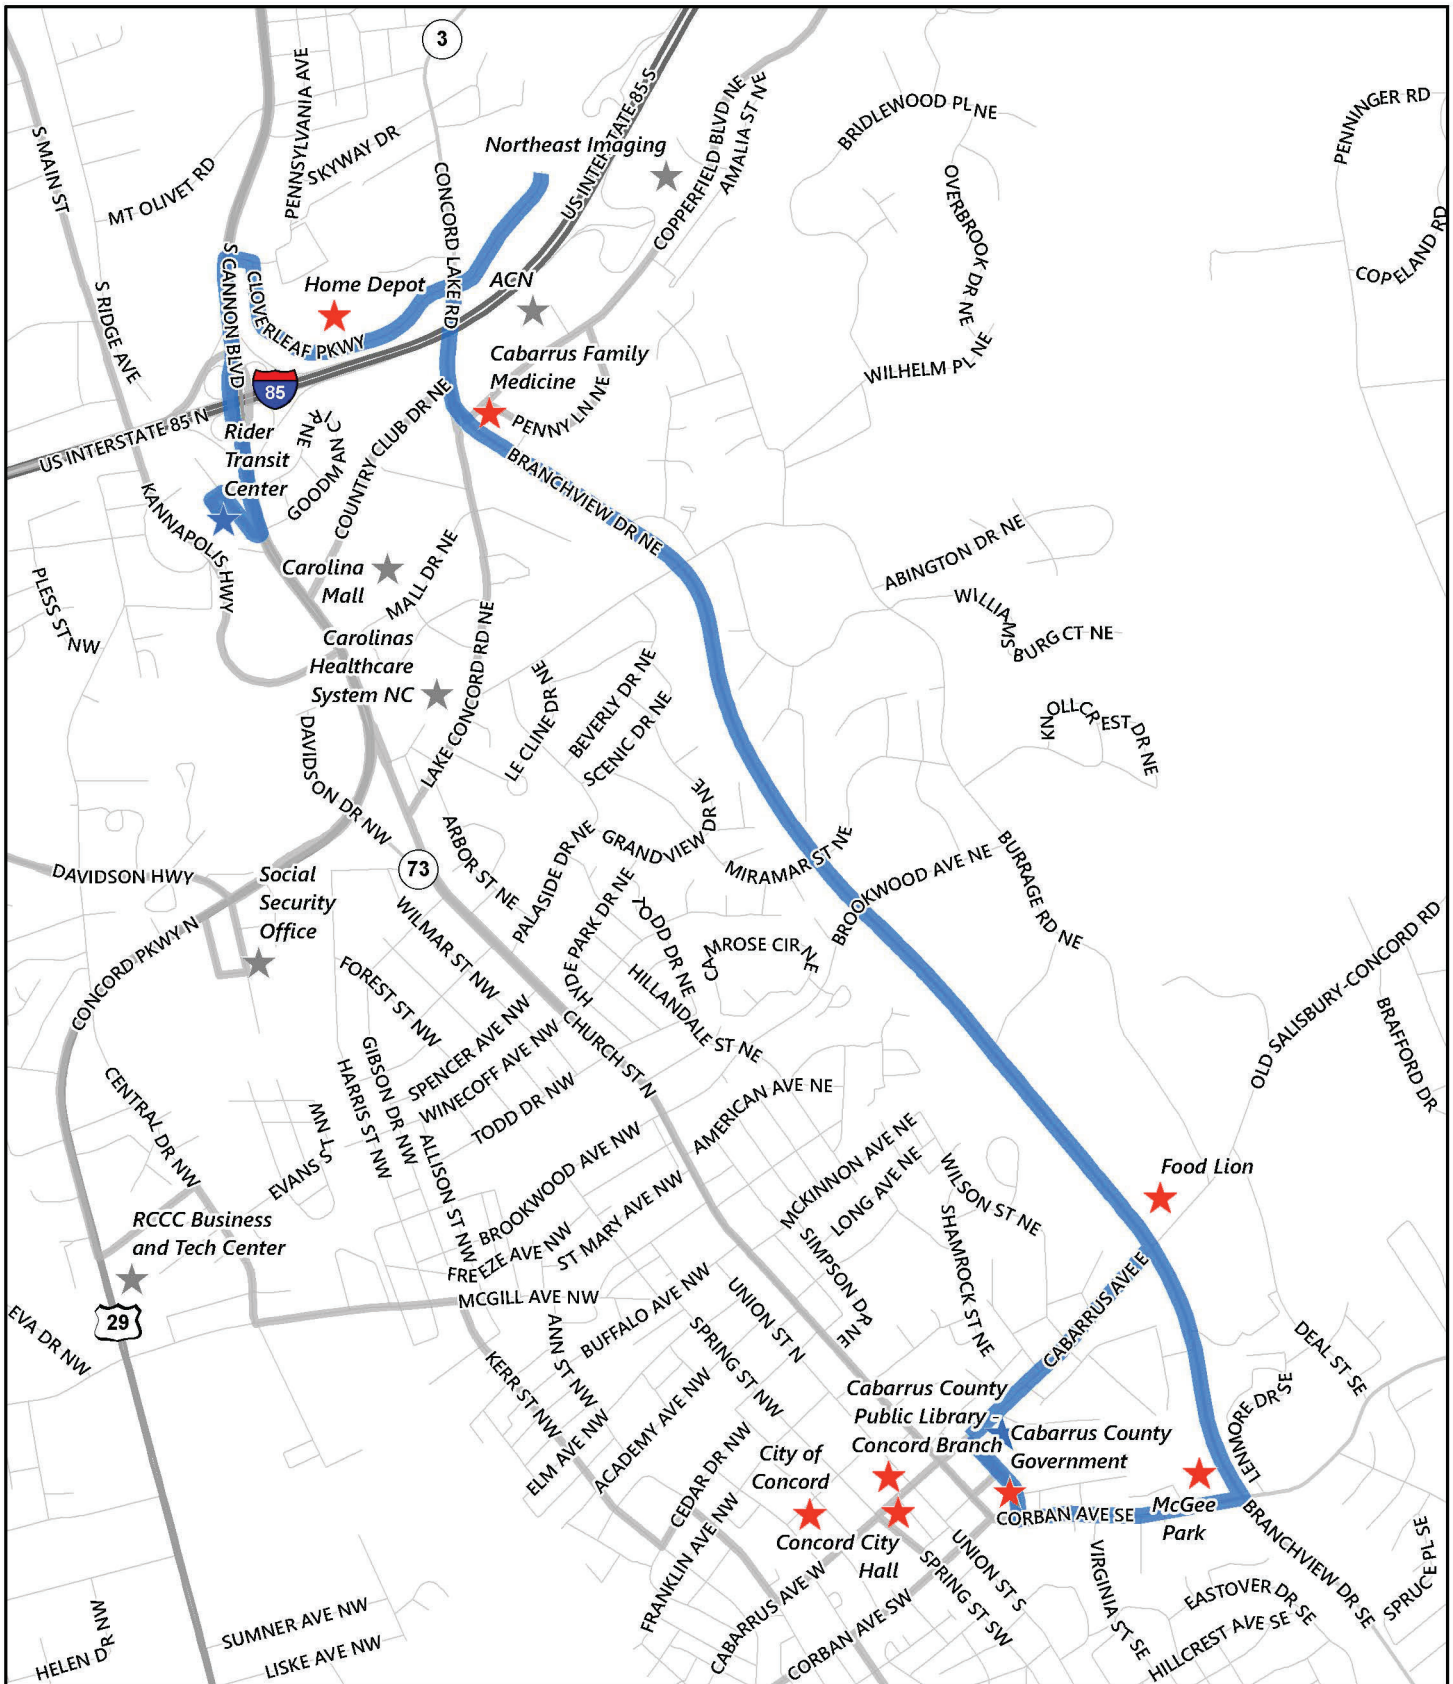 3
S MAIN ST
PENNSYLVANIA AVE
SKYWAY DR
MT OLIVET RD
CONCORD LAKE RD
Northeast Imaging
US INTERSTATE 85 S
COPPERFIELD BLVD NE
AMALIA ST NE
BRIDLEWOOD PL NE
PENNINGER RD
OVERBROOK DR NE
COPELAND RD
S RIDGE AVE
S CANNON BLVD
CLOVERLEAF PKWY
Home Depot
ACN
Cabarrus Family
Medicine
WILHELM PL NE
85
US INTERSTATE 85 N
PENNY LN NE
Rider
Transit
Center
GOODMAN CIR NE
COUNTRY CLUB DR NE
BRANCHVIEW DR NE
KANNAPOLIS HWY
PLESS ST NW
Carolina
Mall
MALL DR NE
ABINGTON DR NE
WILLIAMSBURG CT NE
Carolinas
Healthcare
System NC
LAKE CONCORD RD NE
LE CLINE DR NE
BEVERLY DR NE
SCENIC DR NE
KNOLLCREST DR NE
DAVIDSON DR NW
ARBOR ST NE
PALASIDE DR NE
GRANDVIEW DR NE
MIRAMAR ST NE
BROOKWOOD AVE NE
BURRAGE RD NE
73
DAVIDSON HWY
Social
Security
Office
CONCORD PKWY N
WILMAR ST NW
HYDE PARK DR NE
TODD DR NE
CAMROSE CIR NE
OLD SALISBURY-CONCORD RD
FOREST ST NW
HILLANDALE ST NE
BRAFFORD DR
SPENCER AVE NW
WINECOFF AVE NW
CHURCH ST N
GIBSON DR NW
HARRIS ST NW
TODD DR NW
AMERICAN AVE NE
CENTRAL DR NW
EVANS ST NW
ALLISON ST NW
BROOKWOOD AVE NW
MCKINNON AVE NE
LONG AVE NE
WILSON ST NE
Food Lion
RCCC Business
and Tech Center
FREEZE AVE NW
ST MARY AVE NW
SIMPSON DR NE
SHAMROCK ST NE
29
EVA DR NW
MCGILL AVE NW
BUFFALO AVE NW
UNION ST N
CABARRUS AVE E
ANN ST NW
SPRING ST NW
KERR ST NW
DEAL ST SE
LENMORE DR SE
ACADEMY AVE NW
ELM AVE NW
CEDAR DR NW
Cabarrus County
Public Library -
Concord Branch
Cabarrus County
Government
City of
Concord
Concord City
Hall
McGee
Park
CORBAN AVE SE
FRANKLIN AVE NW
CABARRUS AVE W
CORBAN AVE SW
SPRING ST SW
UNION ST S
VIRGINIA ST SE
BRANCHVIEW DR SE
EASTOVER DR SE
HILLCREST AVE SE
SPRUCE PL SE
HELEN DR NW
SUMNER AVE NW
LISKE AVE NW